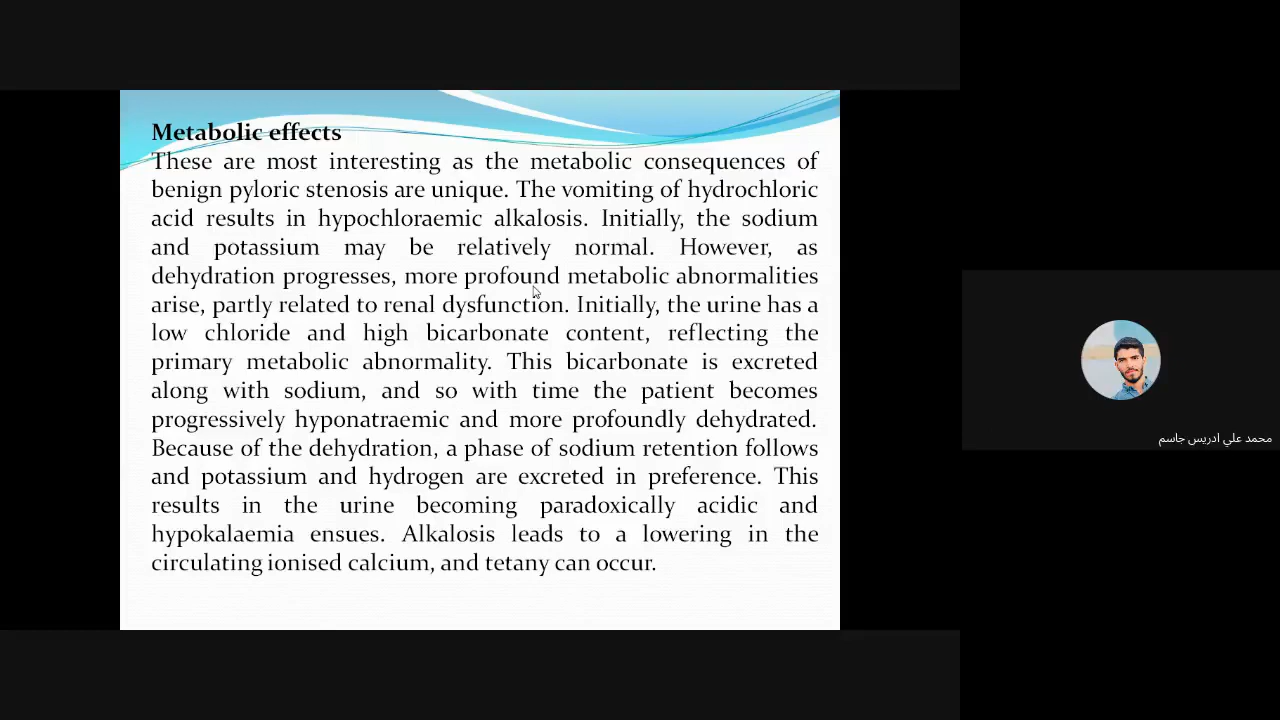 Metabolic effects
These are most interesting as the metabolic consequences of
benign pyloric stenosis are unique. The vomiting of hydrochloric
acid results in hypochloraemic alkalosis. Initially, the sodium
and potassium may be relatively normal. However, as
dehydration progresses, more profound metabolic abnormalities
arise, partly related to renal dysfunction. Initially, the urine has a
low chloride and high bicarbonate content, reflecting the
primary metabolic abnormality. This bicarbonate is excreted
along with sodium, and so with time the patient becomes
progressively hyponatraemic and more profoundly dehydrated.
Because of the dehydration, a phase of sodium retention follows
and potassium and hydrogen are excreted in preference. This
results in the urine becoming paradoxically acidic and
hypokalaemia ensues. Alkalosis leads to a lowering in the
circulating ionised calcium, and tetany can occur.
محمد علي ادريس جاسم